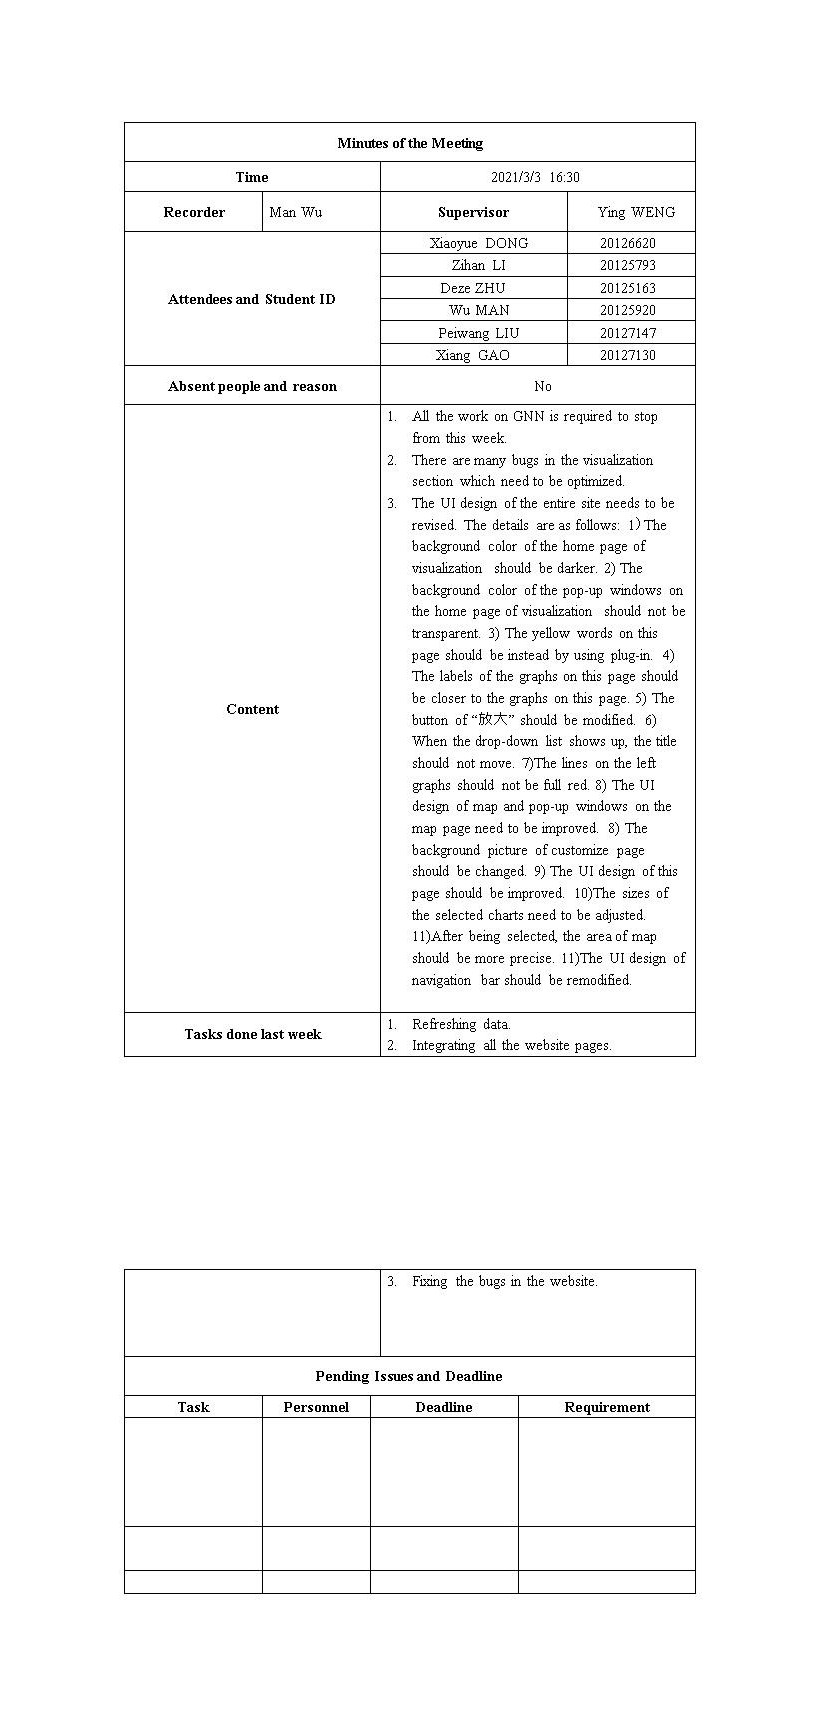 Minutes of the Meeting
Time 2021/3/3 16:30
Recorder Man Wu Supervisor Ying WENG
Attendees and Student ID
Xiaoyue DONG 20126620
Zihan LI 20125793
Deze ZHU 20125163
Wu MAN 20125920
Peiwang LIU 20127147
Xiang GAO 20127130
Absent people and reason No
Content
1. All the work on GNN is required to stop
from this week.
2. There are many bugs in the visualization
section which need to be optimized.
3. The UI design of the entire site needs to be
revised. The details are as follows: 1) The
background color of the home page of
visualization should be darker. 2) The
background color of the pop-up windows on
the home page of visualization should not be
transparent. 3) The yellow words on this
page should be instead by using plug-in. 4)
The labels of the graphs on this page should
be closer to the graphs on this page. 5) The
button of “放大” should be modified. 6)
When the drop-down list shows up, the title
should not move. 7)The lines on the left
graphs should not be full red. 8) The UI
design of map and pop-up windows on the
map page need to be improved. 8) The
background picture of customize page
should be changed. 9) The UI design of this
page should be improved. 10)The sizes of
the selected charts need to be adjusted.
11)After being selected, the area of map
should be more precise. 11)The UI design of
navigation bar should be remodified.
Tasks done last week
1. Refreshing data.
2. Integrating all the website pages.
3. Fixing the bugs in the website.
Pending Issues and Deadline
Task Personnel Deadline Requirement